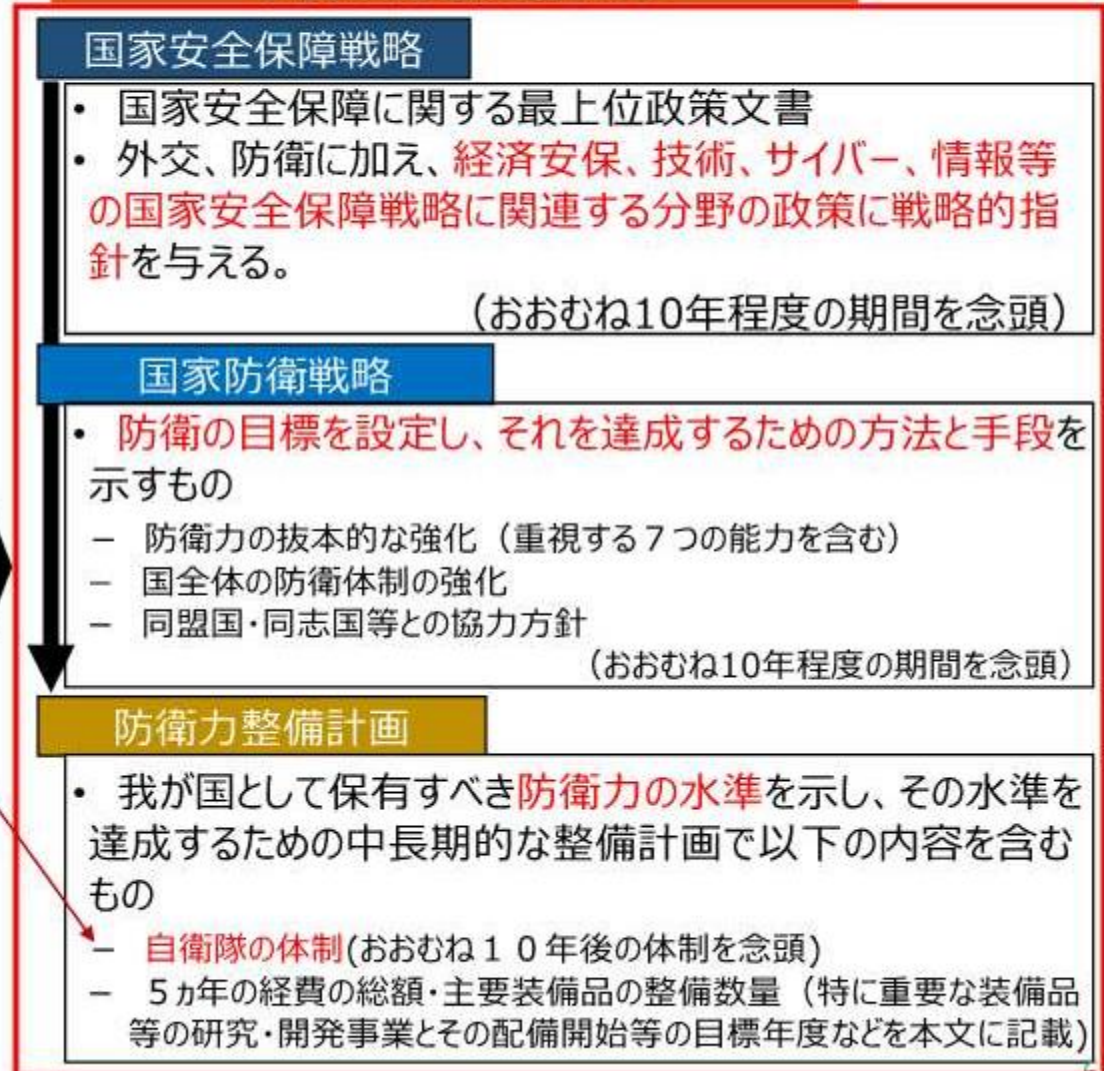 国家安全保障戦略
• 国家安全保障に関する最上位政策文書
• 外交、防衛に加え、経済安保、技術、サイバー、情報等
の国家安全保障戦略に関連する分野の政策に戦略的指
針を与える。
（おおむね10年程度の期間を念頭）
国家防衛戦略
• 防衛の目標を設定し、それを達成するための方法と手段を
示すもの
－ 防衛力の抜本的な強化（重視する７つの能力を含む）
－ 国全体の防衛体制の強化
－ 同盟国･同志国等との協力方針
（おおむね10年程度の期間を念頭）
防衛力整備計画
• 我が国として保有すべき防衛力の水準を示し、その水準を
達成するための中長期的な整備計画で以下の内容を含む
もの
－ 自衛隊の体制(おおむね１０年後の体制を念頭)
－ ５ヵ年の経費の総額･主要装備品の整備数量（特に重要な装備品
等の研究･開発事業とその配備開始等の目標年度などを本文に記載)